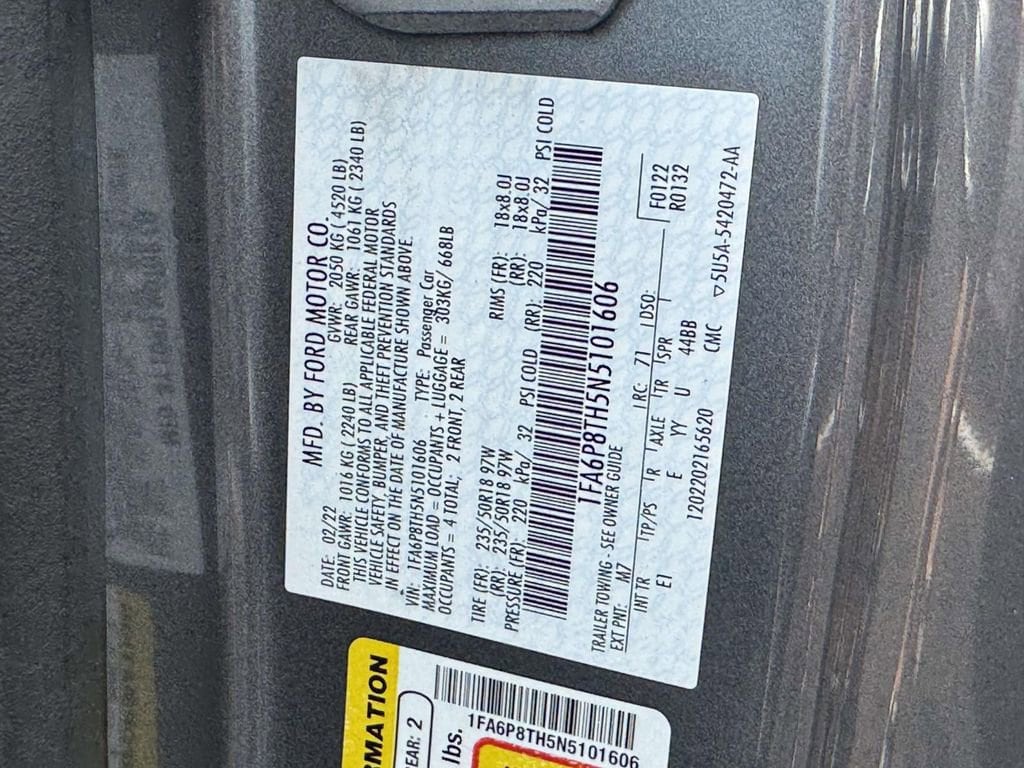 MFD. BY FORD MOTOR CO.
DATE: 02/22 GVWR: 2050 KG ( 4520 LB)
FRONT GAWR: 1016 KG ( 2240 LB) REAR GAWR: 1061 KG ( 2340 LB)
THIS VEHICLE CONFORMS TO ALL APPLICABLE FEDERAL MOTOR
VEHICLE SAFETY, BUMPER, AND THEFT PREVENTION STANDARDS
IN EFFECT ON THE DATE OF MANUFACTURE SHOWN ABOVE.
VIN: 1FA6P8TH5N5101606 TYPE: Passenger Car
MAXIMUM LOAD = OCCUPANTS + LUGGAGE = 303KG/ 668LB
OCCUPANTS = 4 TOTAL; 2 FRONT, 2 REAR
TIRE (FR): 235/50R18 97W RIMS (FR): 18x8.0J
(RR): 235/50R18 97W (RR): 18x8.0J
PRESSURE (FR): 220 kPa/ 32 PSI COLD (RR): 220 kPa/ 32 PSI COLD
1FA6P8TH5N5101606
TRAILER TOWING - SEE OWNER GUIDE
EXT PNT: M7 RC: 71 DSO: F0122
R0132
INT TR TP/PS R AXLE TR SPR
E1 E YY U 44BB
1202202165620 CMC ▽5U5A-5420472-AA
RMATION
EAR: 2
lbs.
1FA6P8TH5N5101606